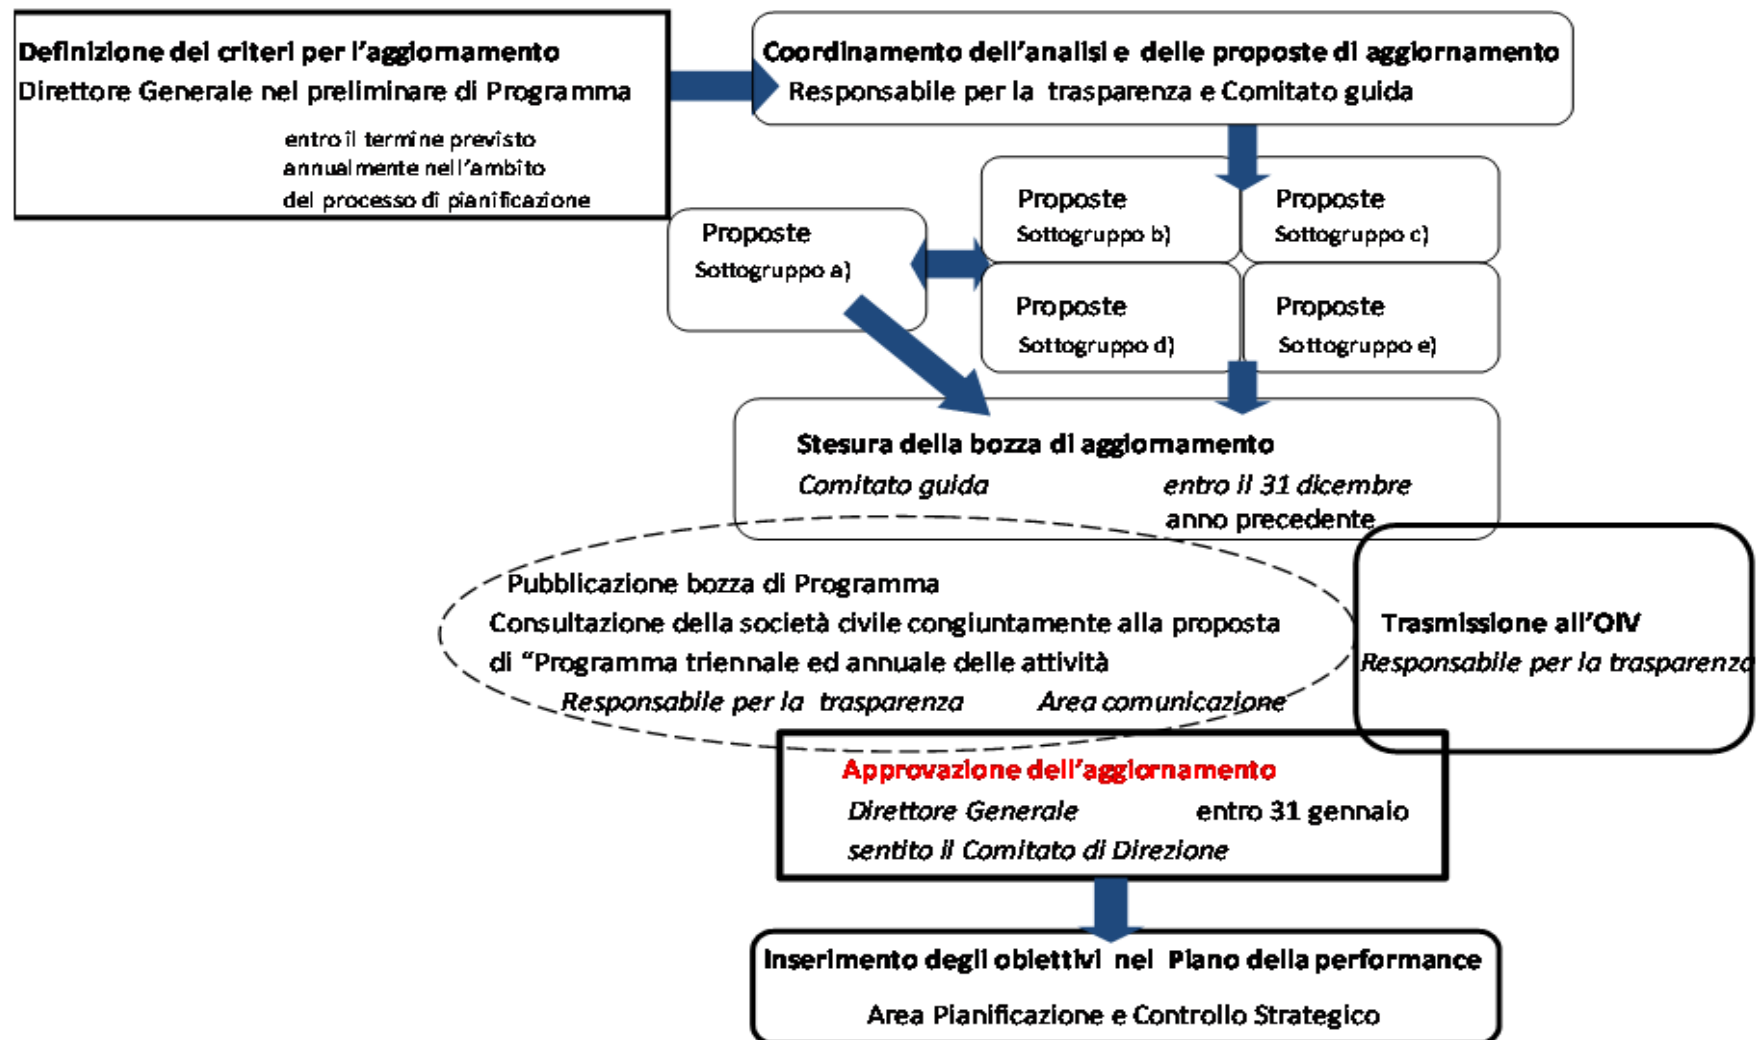 Definizione dei criteri per l'aggiornamento
Direttore Generale nel preliminare di Programma
entro il termine previsto
annualmente nell'ambito
del processo di pianificazione
Coordinamento dell'analisi e delle proposte di aggiornamento
Responsabile per la trasparenza e Comitato guida
Proposte
Sottogruppo a)
Proposte
Sottogruppo b)
Proposte
Sottogruppo c)
Proposte
Sottogruppo d)
Proposte
Sottogruppo e)
Stesura della bozza di aggiornamento
Comitato guida entro il 31 dicembre
anno precedente
Pubblicazione bozza di Programma
Consultazione della società civile congiuntamente alla proposta
di “Programma triennale ed annuale delle attività
Responsabile per la trasparenza Area comunicazione
Trasmissione all'OIV
Responsabile per la trasparenza
Approvazione dell'aggiornamento
Direttore Generale entro 31 gennaio
sentito il Comitato di Direzione
Inserimento degli obiettivi nel Piano della performance
Area Pianificazione e Controllo Strategico